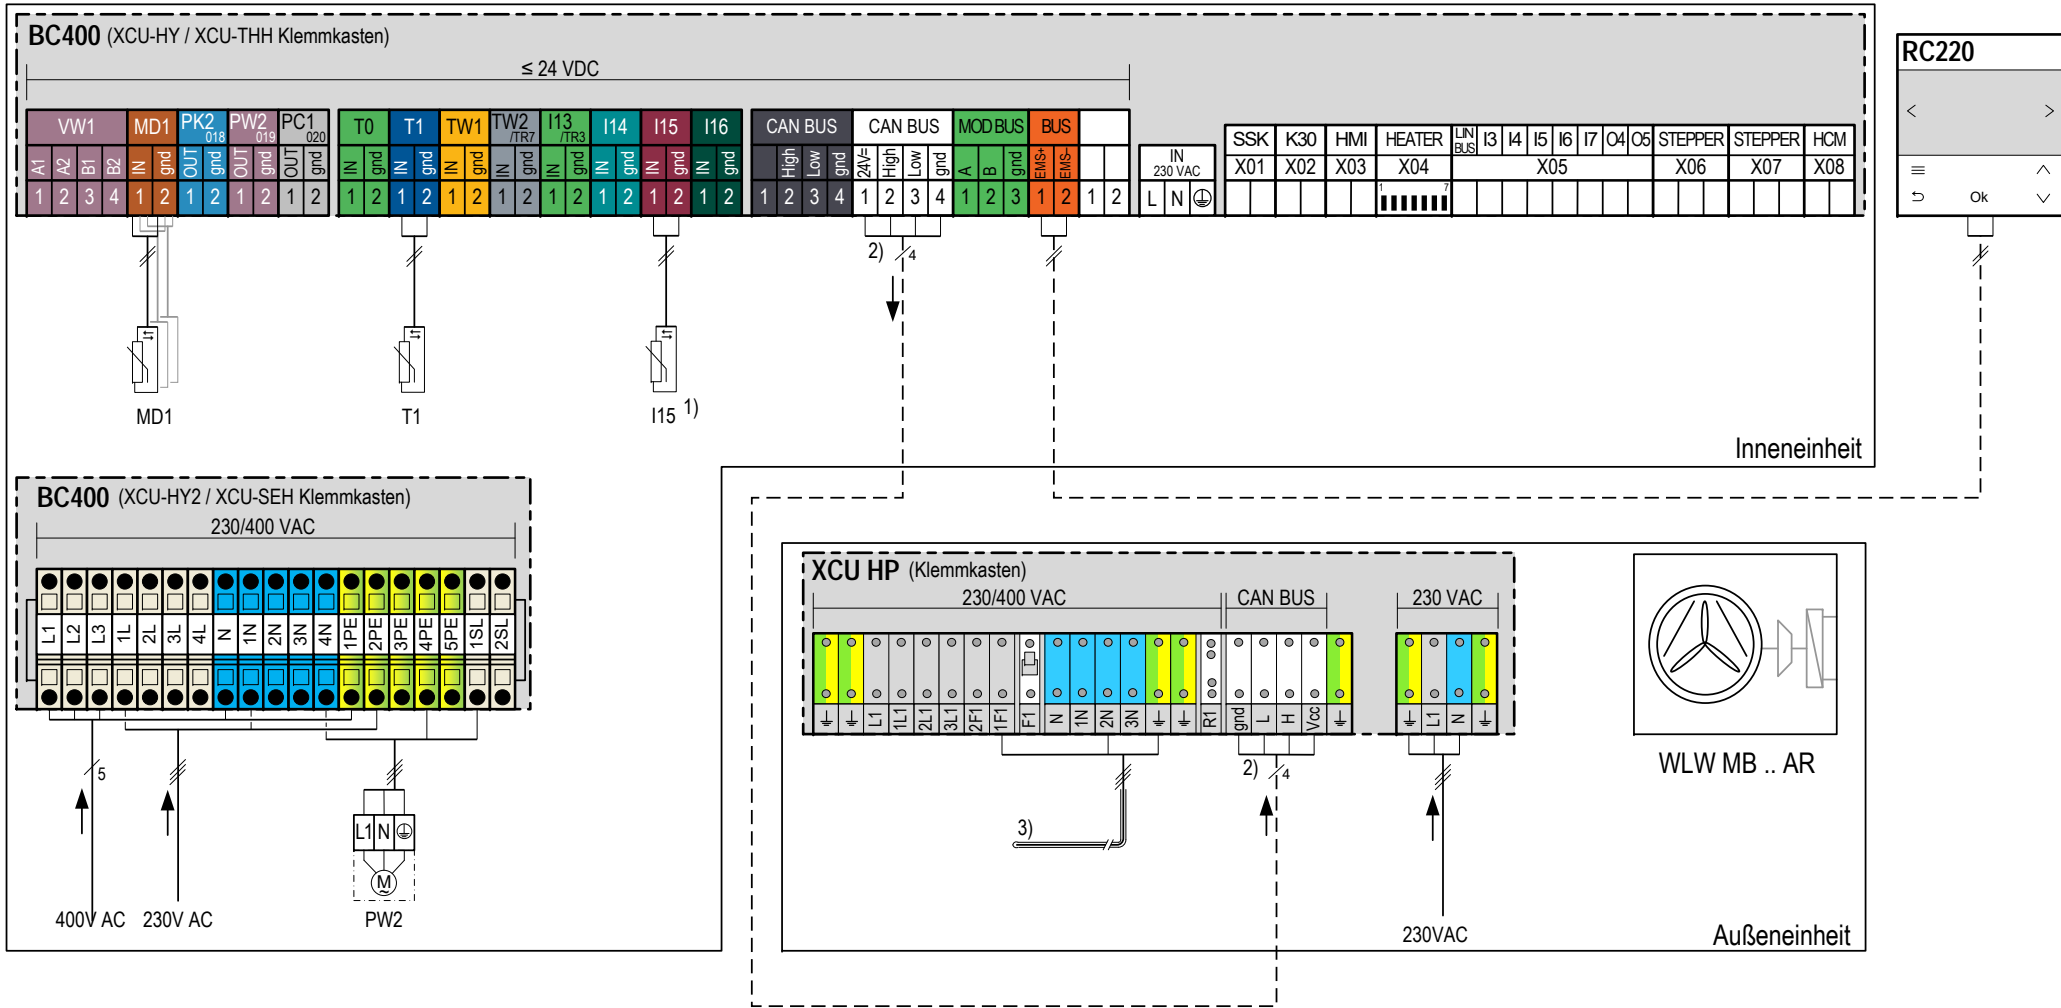 BC400 (XCU-HY / XCU-THH Klemmkasten)
≤ 24 VDC
VW1 MD1 PK2 018 PW2 019 PC1 020 T0 T1 TW1 TW2 /TR7 I13 /TR3 I14 I15 I16 CAN BUS CAN BUS MOD BUS BUS
A1 A2 B1 B2 IN gnd OUT gnd OUT gnd OUT gnd IN gnd IN gnd IN gnd IN gnd IN gnd IN gnd IN gnd IN gnd High Low gnd 24V= High Low gnd A B gnd EMS+ EMS-
1 2 3 4 1 2 1 2 1 2 1 2 1 2 1 2 1 2 1 2 1 2 1 2 1 2 1 2 1 2 3 4 1 2 3 4 1 2 3 1 2 1 2
IN
230 VAC
L N
SSK K30 HMI HEATER LIN BUS I3 I4 I5 I6 I7 O4 O5 STEPPER STEPPER HCM
X01 X02 X03 X04 X05 X06 X07 X08
1 7
RC220
< >
Ok
2) 4
MD1
T1
I15 1)
Inneneinheit
BC400 (XCU-HY2 / XCU-SEH Klemmkasten)
230/400 VAC
L1 L2 L3 1L 2L 3L 4L N 1N 2N 3N 4N 1PE 2PE 3PE 4PE 5PE 1SL 2SL
5
L1 N
M
~
400V AC 230V AC PW2
XCU HP (Klemmkasten)
230/400 VAC CAN BUS 230 VAC
L1 1L1 2L1 3L1 2F1 1F1 F1 N 1N 2N 3N R1 gnd L H Vcc L1 N
2) 4
3)
230VAC
WLW MB .. AR
Außeneinheit